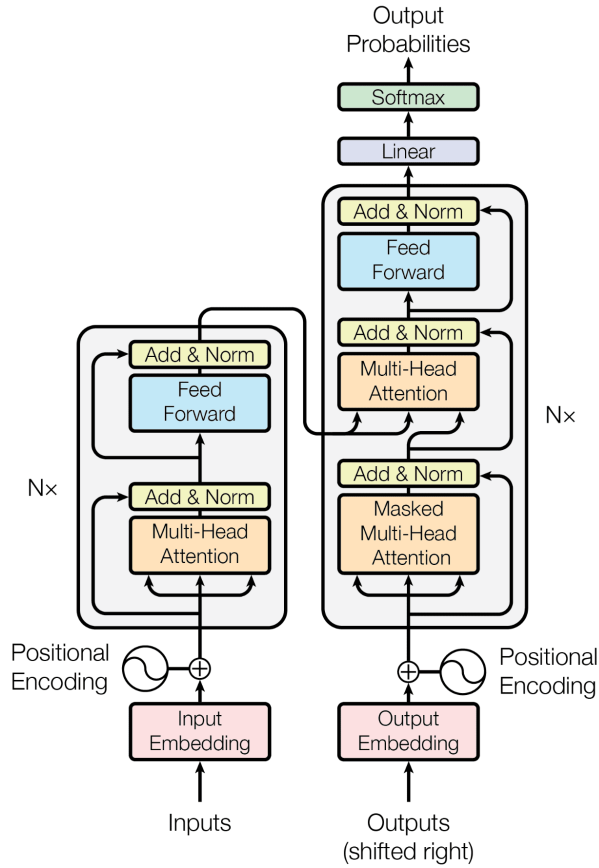 Output
Probabilities
Softmax
Linear
Add & Norm
Feed
Forward
Add & Norm
Multi-Head
Attention
Add & Norm
Masked
Multi-Head
Attention
Nx
Add & Norm
Feed
Forward
Add & Norm
Multi-Head
Attention
N×
Positional
Encoding
Input
Embedding
Inputs
Positional
Encoding
Output
Embedding
Outputs
(shifted right)